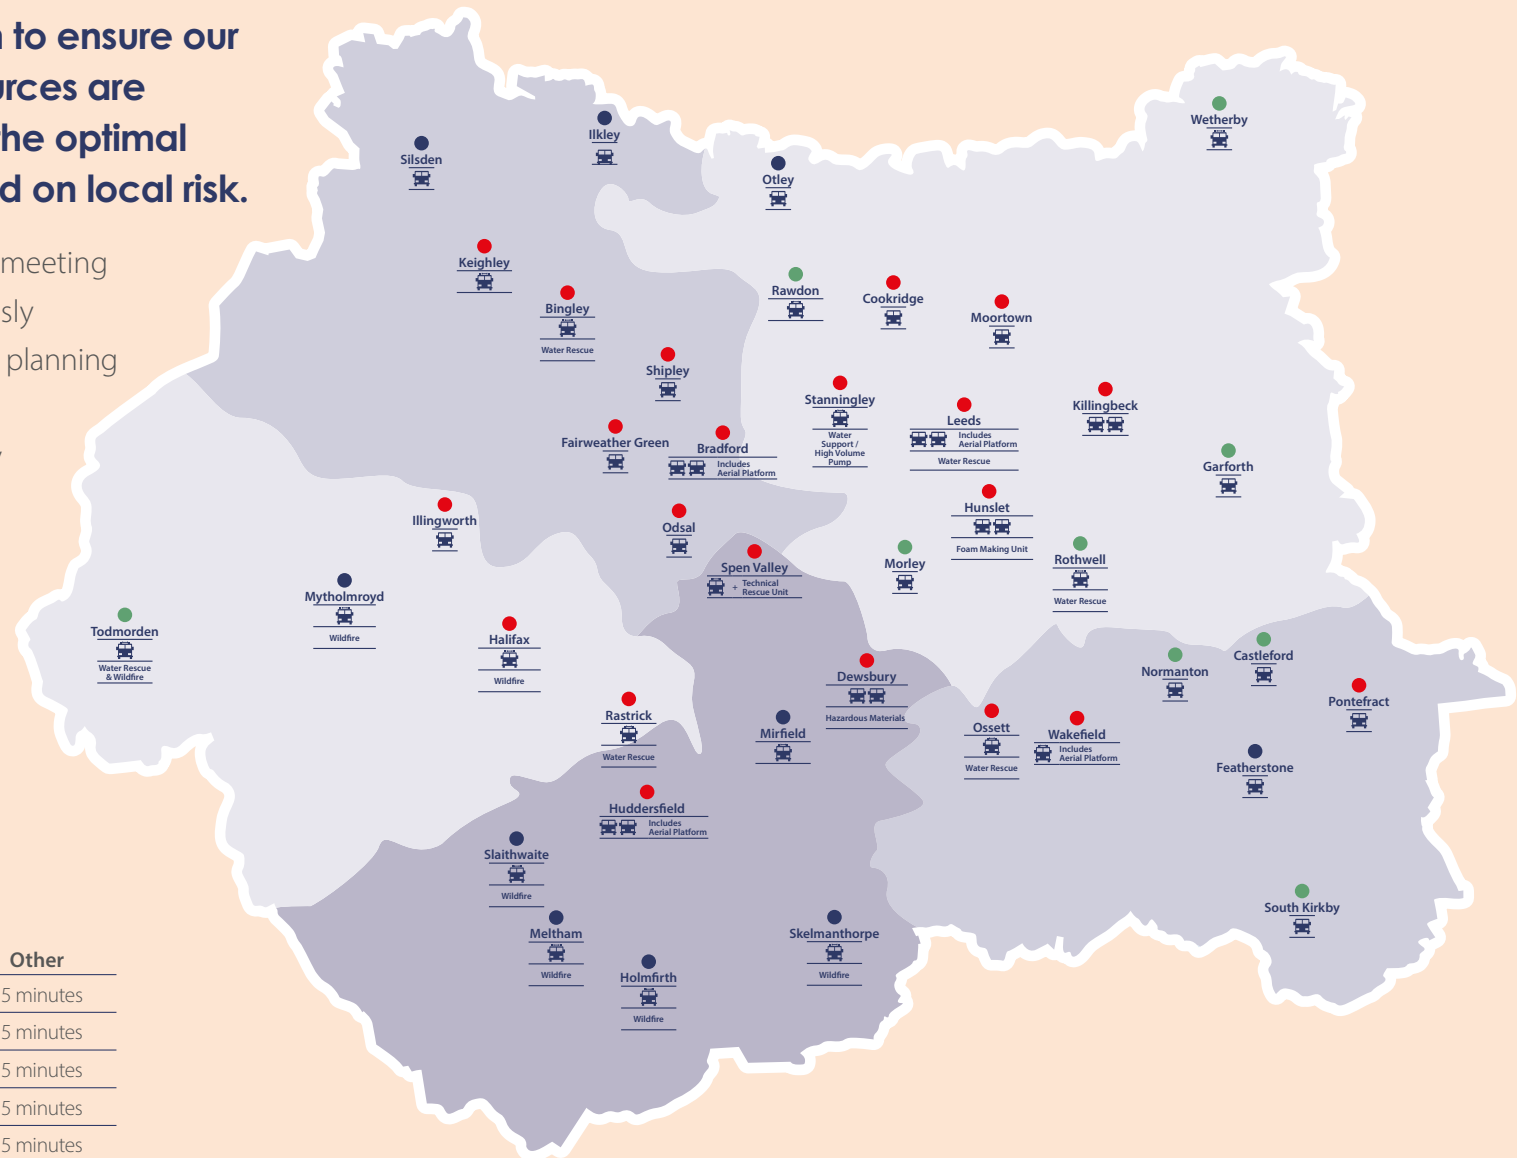 to ensure our
urces are
the optimal
d on local risk.
meeting
sly
planning
Silsden
Ilkley
Otley
Wetherby
Keighley
Bingley
Water Rescue
Shipley
Rawdon
Cookridge
Moortown
Fairweather Green
Bradford
Includes
Aerial Platform
Stanningley
Water
Support /
High Volume
Pump
Leeds
Includes
Aerial Platform
Water Rescue
Killingbeck
Garforth
Illingworth
Odsal
Hunslet
Foam Making Unit
Spen Valley
+ Technical
Rescue Unit
Morley
Rothwell
Water Rescue
Mytholmroyd
Wildfire
Todmorden
Water Rescue
& Wildfire
Halifax
Wildfire
Dewsbury
Hazardous Materials
Normanton
Castleford
Pontefract
Rastrick
Water Rescue
Mirfield
Ossett
Water Rescue
Wakefield
Includes
Aerial Platform
Featherstone
Huddersfield
Includes
Aerial Platform
Slaithwaite
Wildfire
Meltham
Wildfire
Holmfirth
Wildfire
Skelmanthorpe
Wildfire
South Kirkby
Other
5 minutes
5 minutes
5 minutes
5 minutes
5 minutes